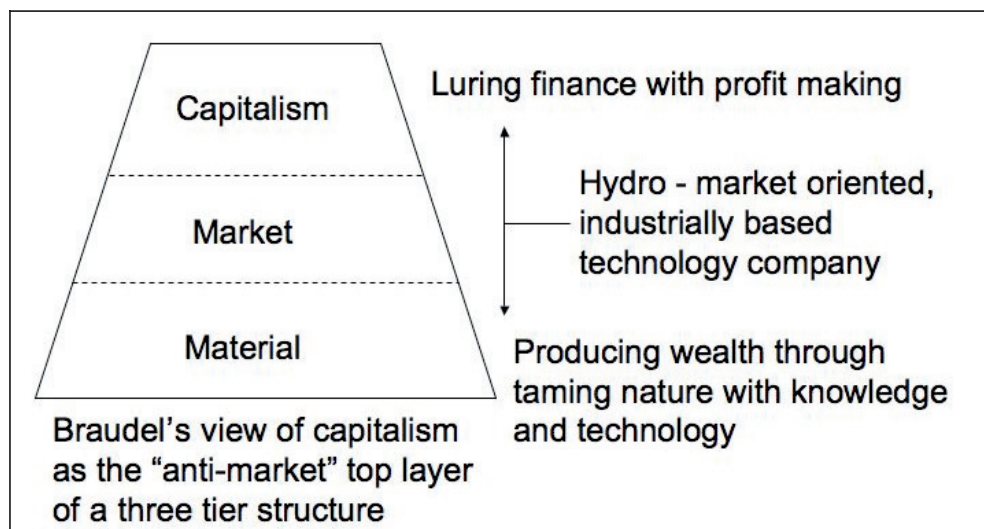 Capitalism
Market
Material
Braudel’s view of capitalism
as the “anti-market” top layer
of a three tier structure
Luring finance with profit making
Hydro - market oriented,
industrially based
technology company
Producing wealth through
taming nature with knowledge
and technology